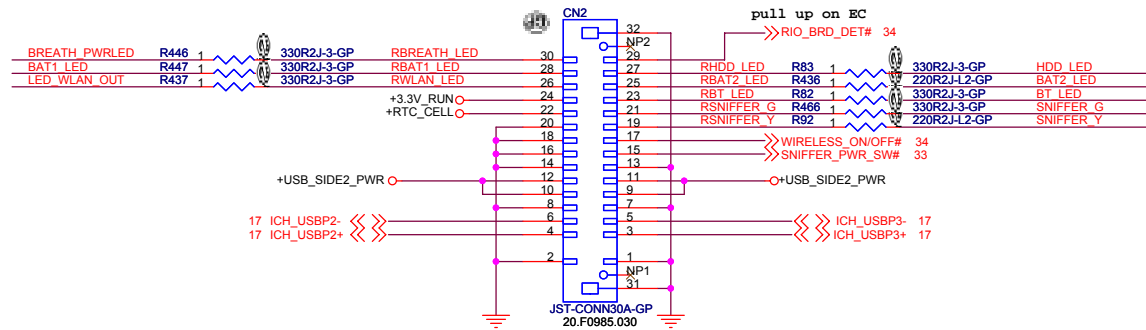 CN2
pull up on EC
32
RIO_BRD_DET# 34
NP2
BREATH_PWRLED R446 1 330R2J-3-GP RBREATH_LED 30 29
BAT1_LED R447 1 330R2J-3-GP RBAT1_LED 28 27 RHDD_LED R83 1 330R2J-3-GP HDD_LED
LED_WLAN_OUT R437 1 330R2J-3-GP RWLAN_LED 26 25 RBAT2_LED R436 1 220R2J-L2-GP BAT2_LED
+3.3V_RUN 24 23 RBT_LED R82 1 330R2J-3-GP BT_LED
+RTC_CELL 22 21 RSNIFFER_G R466 1 330R2J-3-GP SNIFFER_G
20 19 RSNIFFER_Y R92 1 220R2J-L2-GP SNIFFER_Y
18 17 WIRELESS_ON/OFF# 34
16 15 SNIFFER_PWR_SW# 33
14 13
+USB_SIDE2_PWR 12 11 +USB_SIDE2_PWR
10 9
8 7
17 ICH_USBP2- 6 5 ICH_USBP3- 17
17 ICH_USBP2+ 4 3 ICH_USBP3+ 17
2 1
NP1
31
JST-CONN30A-GP
20.F0985.030